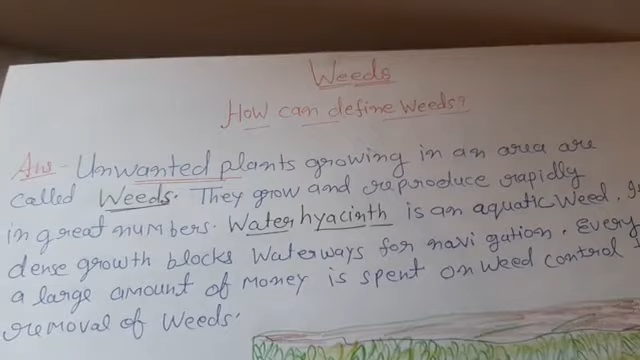 Weeds
How can define Weeds?
Ans - Unwanted plants growing in an area are
called Weeds. They grow and reproduce rapidly
in great numbers. Water hyacinth is an aquatic Weed.
dense growth blocks Waterways for navigation. Every
a large amount of money is spent on Weed control
removal of Weeds.